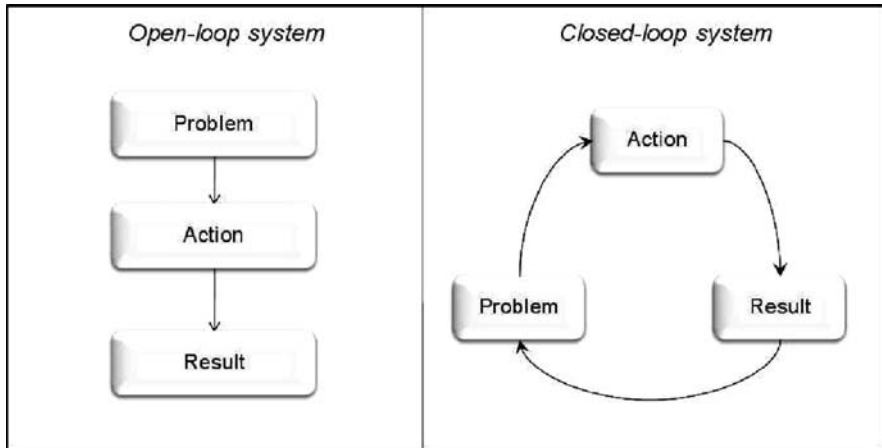 Open-loop system
Problem
Action
Result
Closed-loop system
Action
Problem
Result